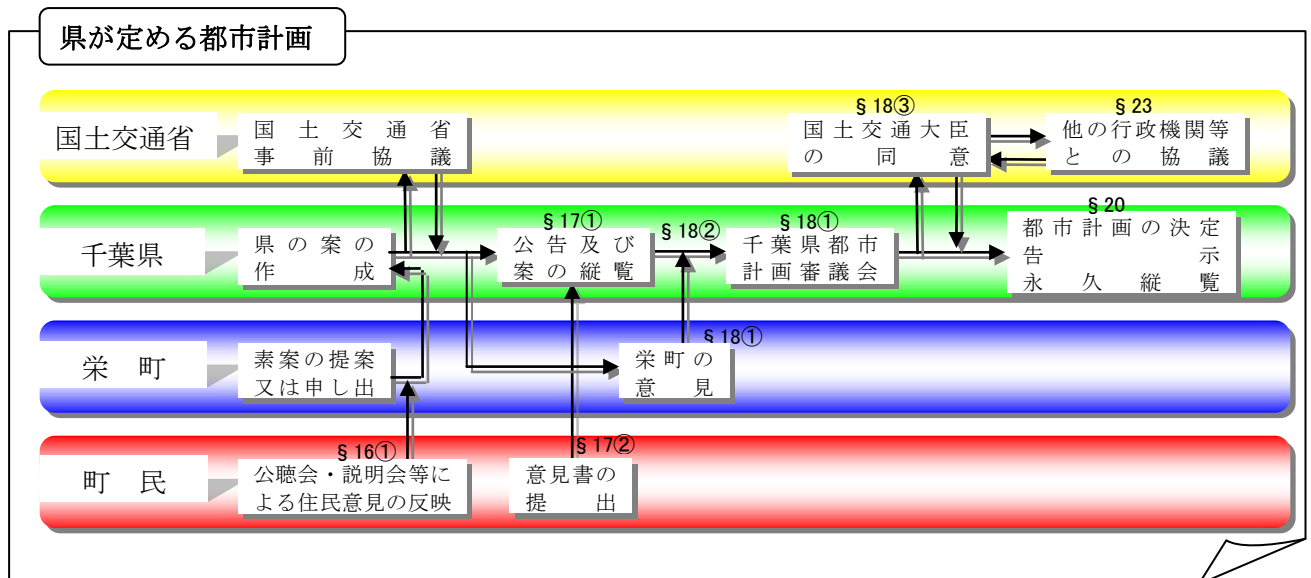 県が定める都市計画
国土交通省
国土交通省
事前協議
§18③
国土交通大臣
の同意
§23
他の行政機関等
との協議
千葉県
県の案の
作成
§17①
公告及び
案の縦覧
§18②
§18①
千葉県都市
計画審議会
§20
都市計画の決定
告示
永久縦覧
栄町
素案の提案
又は申し出
§18①
栄町の
意見
町民
§16①
公聴会・説明会等に
よる住民意見の反映
§17②
意見書の
提出